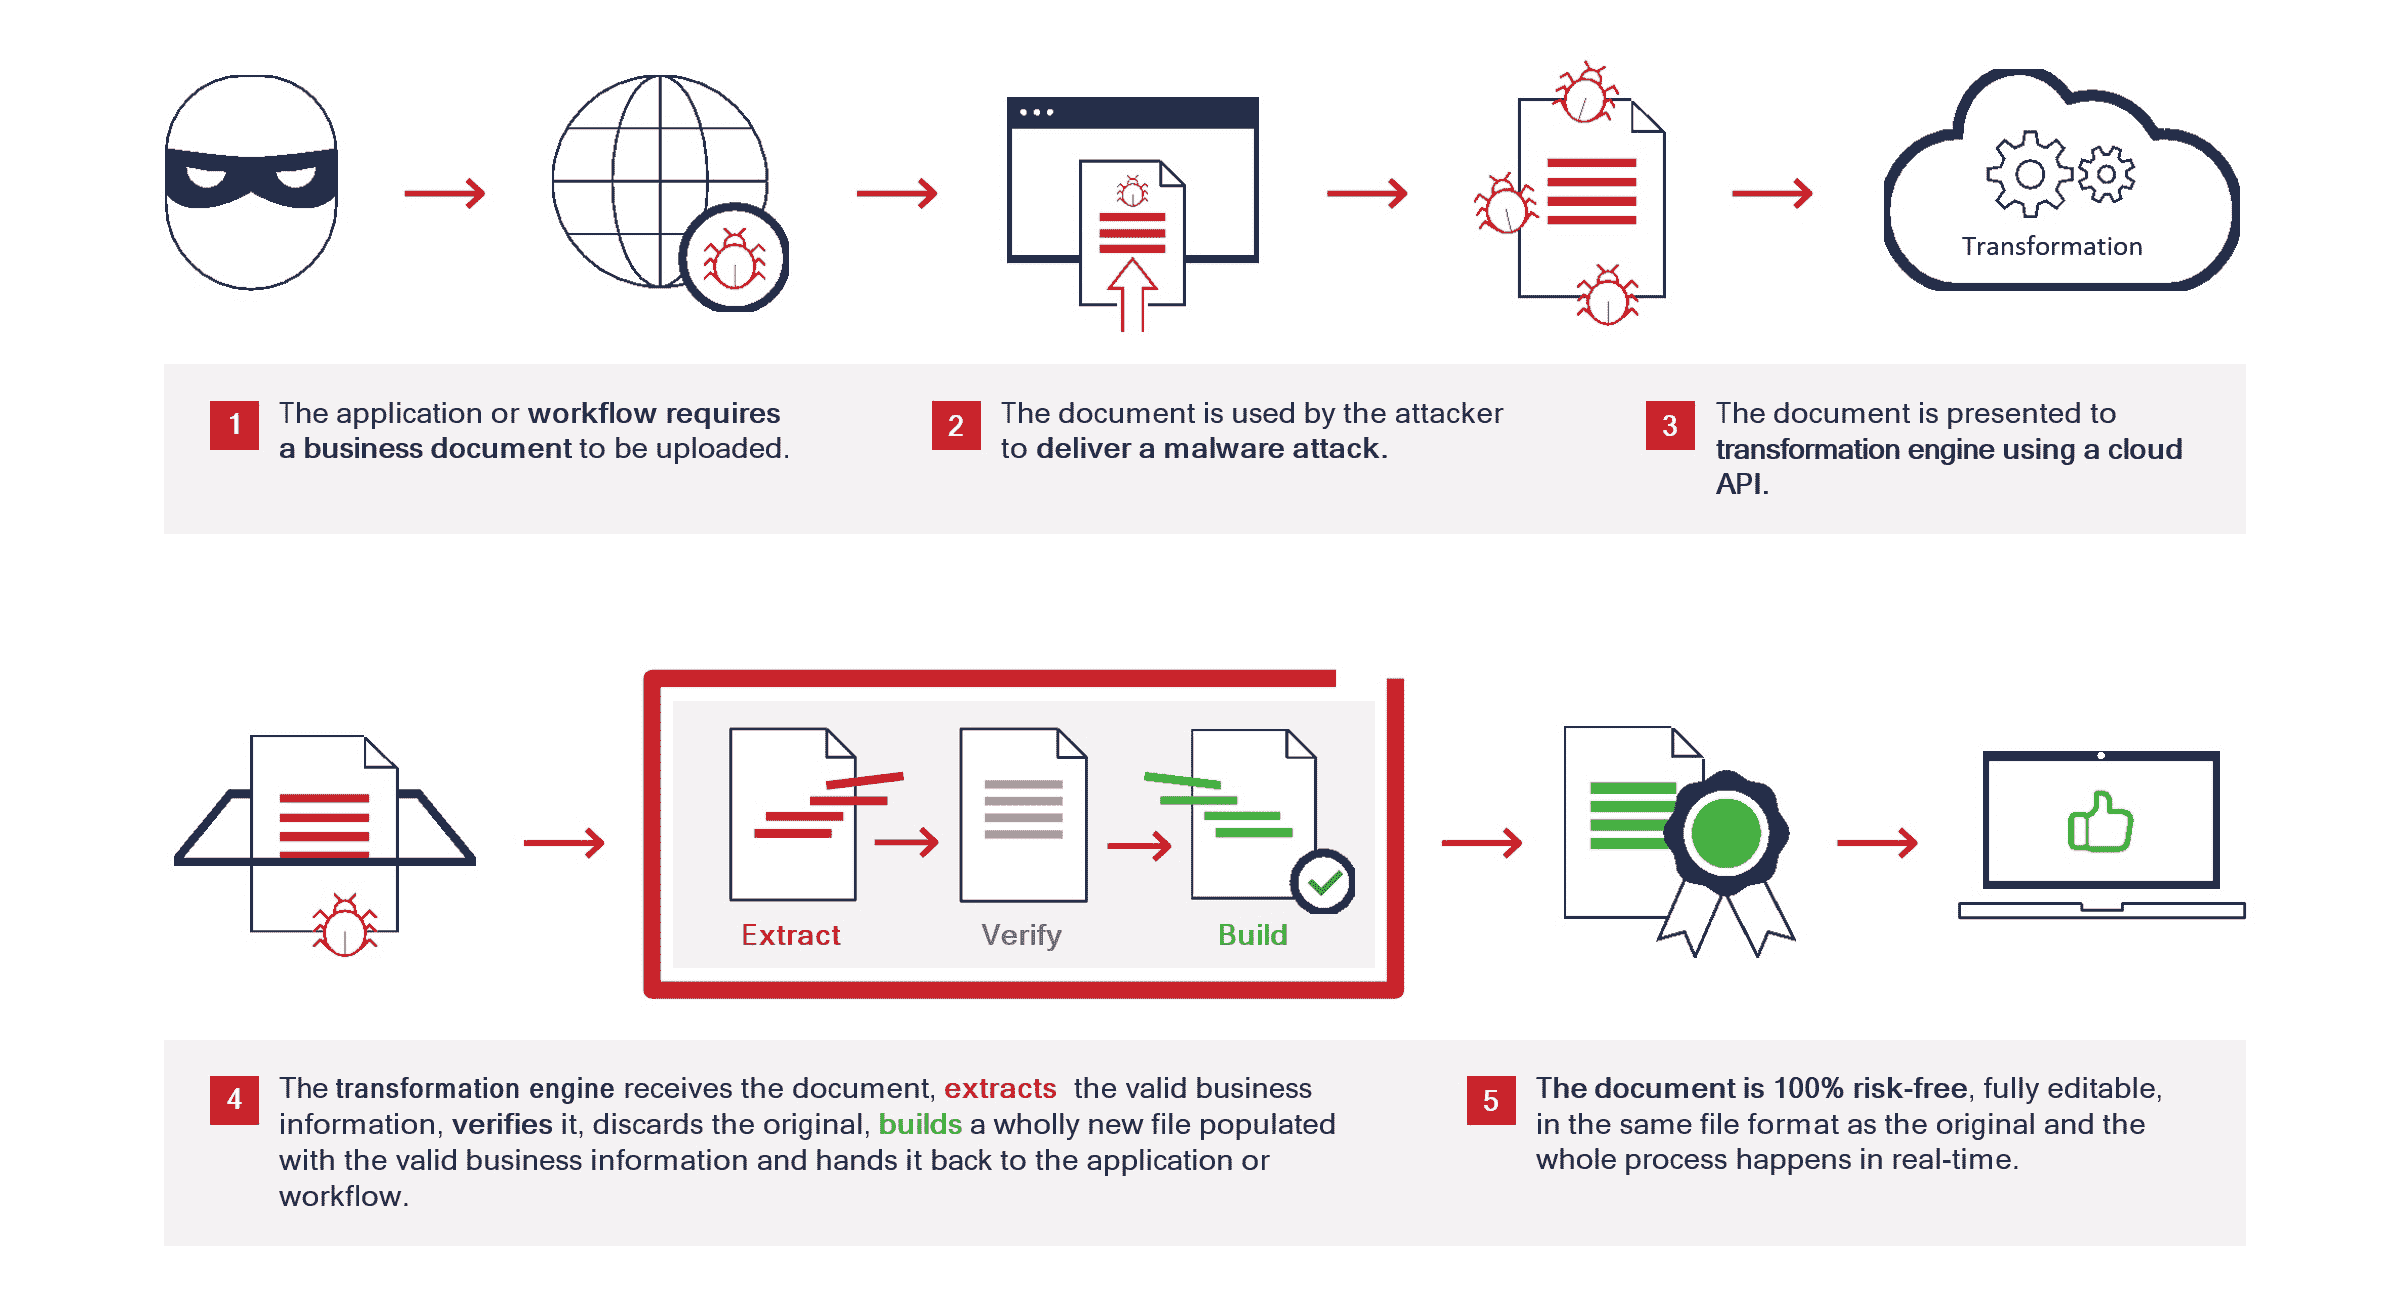 Transformation
1 The application or workflow requires
a business document to be uploaded.
2 The document is used by the attacker
to deliver a malware attack.
3 The document is presented to
transformation engine using a cloud
API.
Extract
Verify
Build
4 The transformation engine receives the document, extracts the valid business
information, verifies it, discards the original, builds a wholly new file populated
with the valid business information and hands it back to the application or
workflow.
5 The document is 100% risk-free, fully editable,
in the same file format as the original and the
whole process happens in real-time.